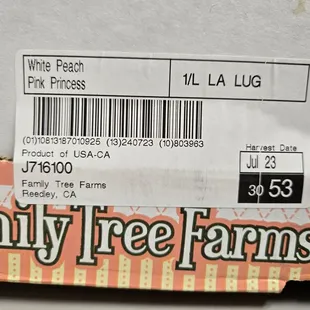 White Peach
Pink Princess
1/L LA LUG
(01)10813187010925 (13)240723 (10)803963
Product of USA-CA
J716100
Family Tree Farms
Reedley, CA
Harvest Date
Jul 23
30 53
mily Tree Farms